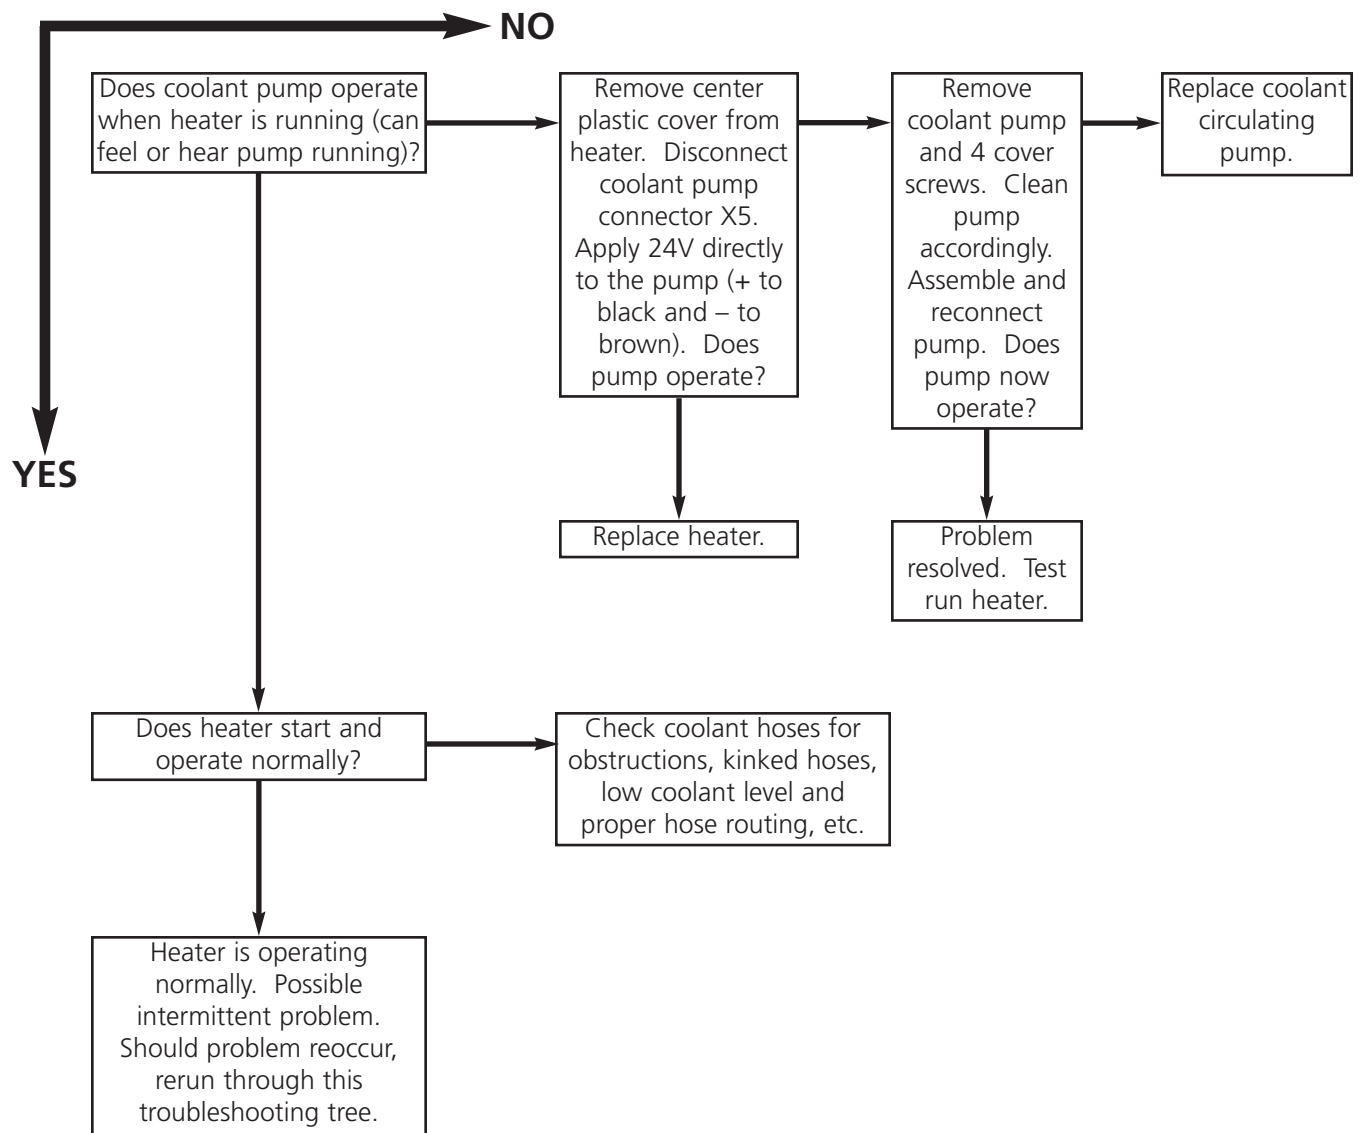 NO
YES
Does coolant pump operate
when heater is running (can
feel or hear pump running)?
Remove center
plastic cover from
heater. Disconnect
coolant pump
connector X5.
Apply 24V directly
to the pump (+ to
black and – to
brown). Does
pump operate?
Remove
coolant pump
and 4 cover
screws. Clean
pump
accordingly.
Assemble and
reconnect
pump. Does
pump now
operate?
Replace coolant
circulating
pump.
Replace heater.
Problem
resolved. Test
run heater.
Does heater start and
operate normally?
Check coolant hoses for
obstructions, kinked hoses,
low coolant level and
proper hose routing, etc.
Heater is operating
normally. Possible
intermittent problem.
Should problem reoccur,
rerun through this
troubleshooting tree.